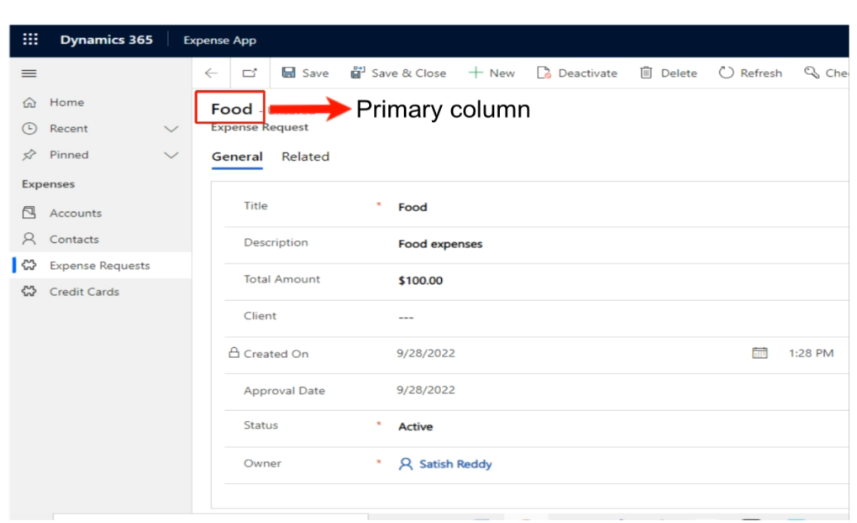 Dynamics 365 Expense App
Save Save & Close New Deactivate Delete Refresh Che
Home
Recent
Pinned
Expenses
Accounts
Contacts
Expense Requests
Credit Cards
Food - Primary column
Expense Request
General Related
Title * Food
Description Food expenses
Total Amount $100.00
Client ---
Created On 9/28/2022 1:28 PM
Approval Date 9/28/2022
Status * Active
Owner * Satish Reddy